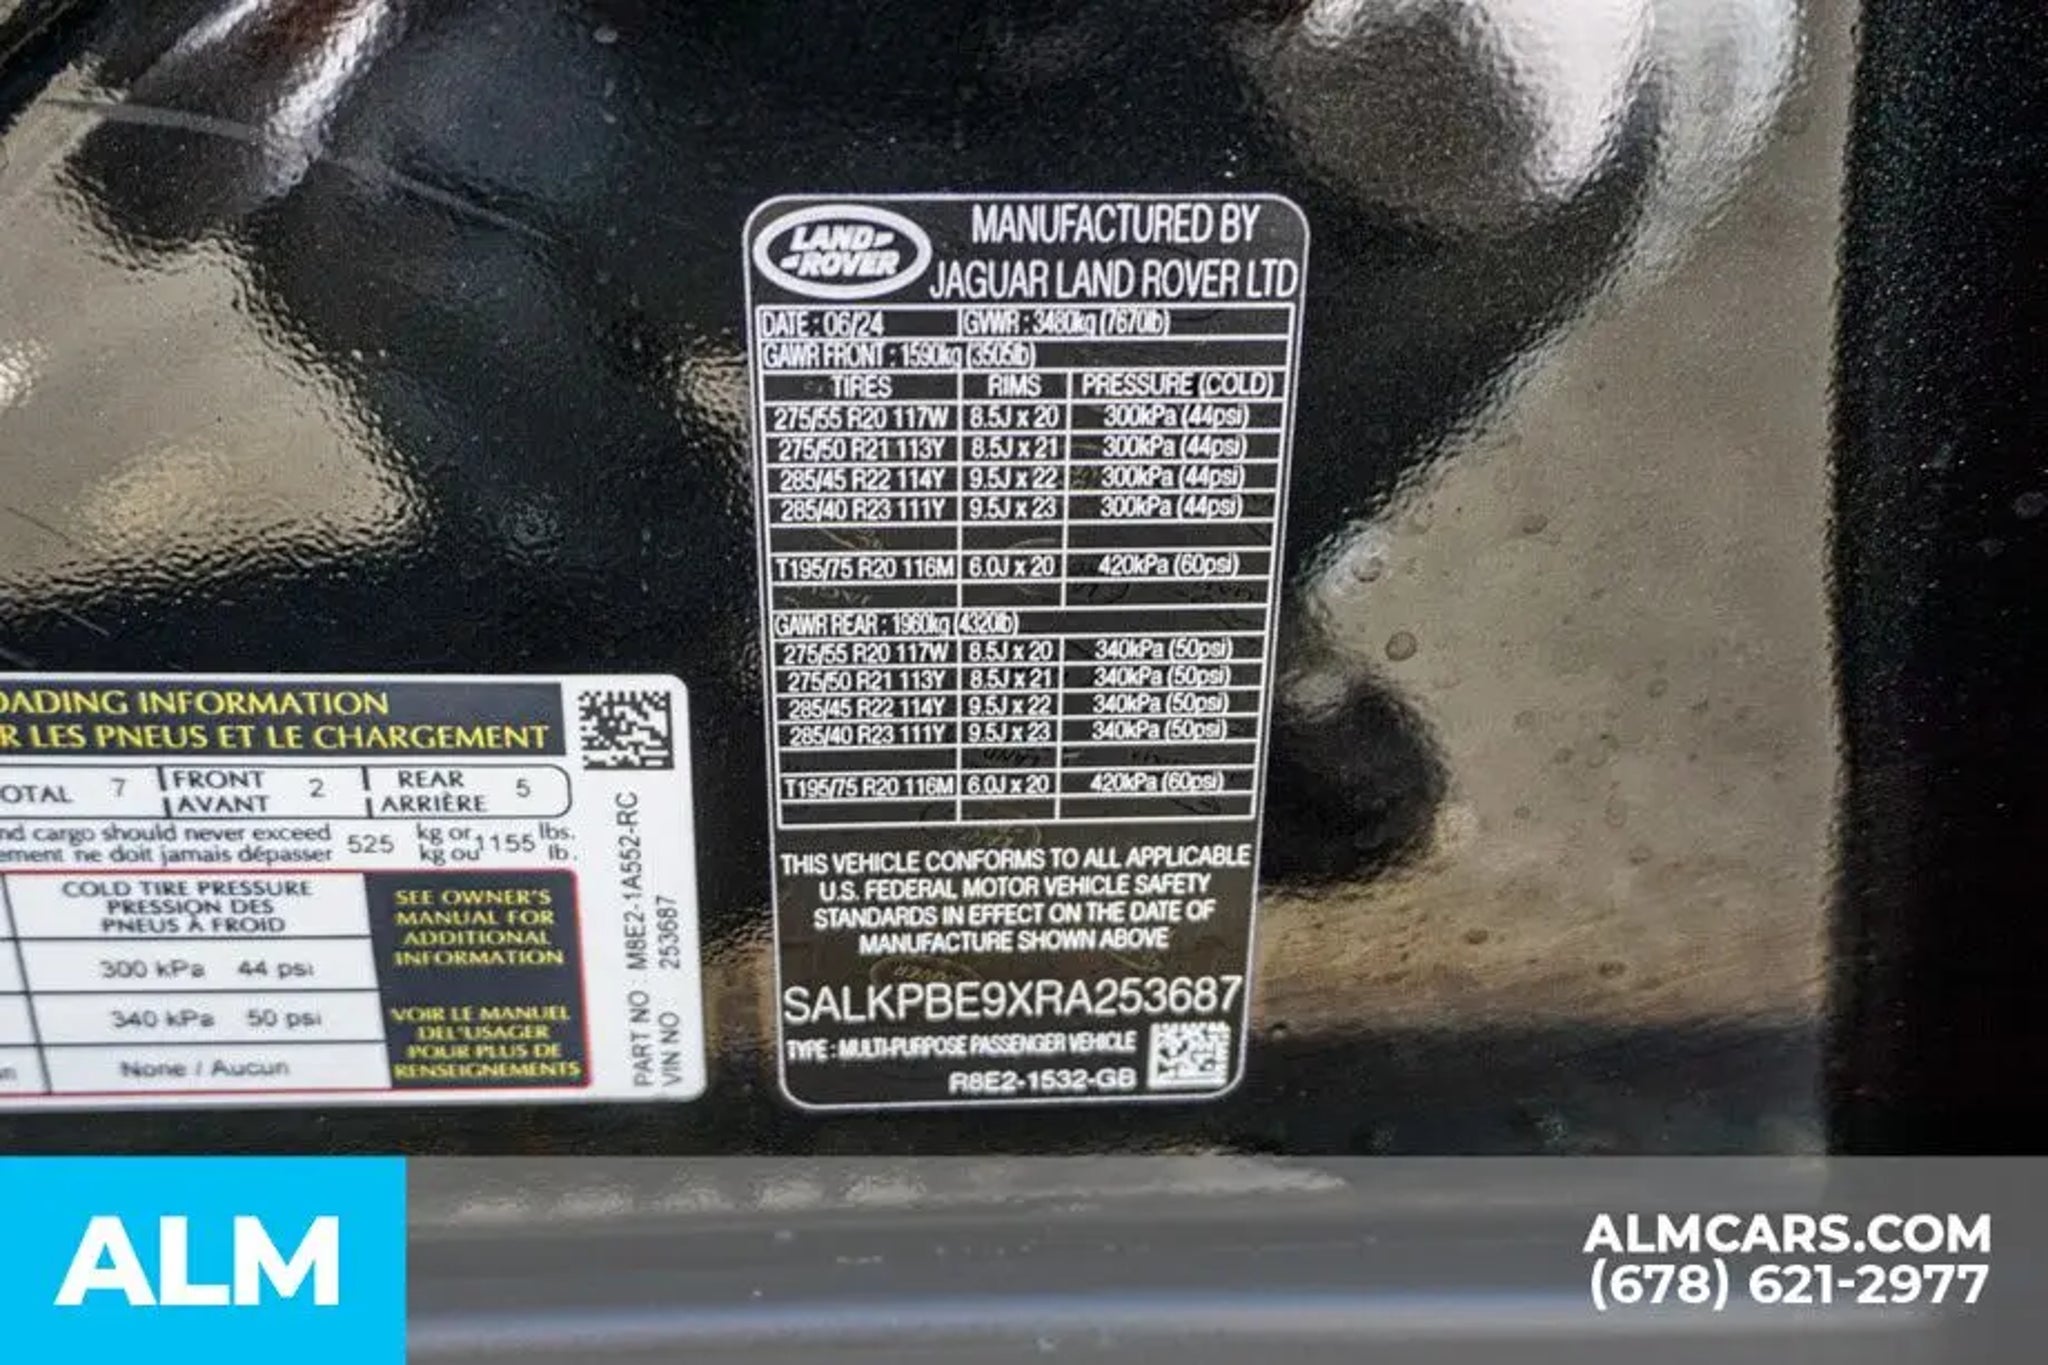 LAND-
-ROVER
MANUFACTURED BY
JAGUAR LAND ROVER LTD
DATE : 06/24 GVWR : 3480kg (7670lb)
GAWR FRONT : 1590kg (3505lb)
TIRES RIMS PRESSURE (COLD)
275/55 R20 117W 8.5J x 20 300kPa (44psi)
275/50 R21 113Y 8.5J x 21 300kPa (44psi)
285/45 R22 114Y 9.5J x 22 300kPa (44psi)
285/40 R23 111Y 9.5J x 23 300kPa (44psi)
T195/75 R20 116M 6.0J x 20 420kPa (60psi)
GAWR REAR : 1960kg (4320lb)
275/55 R20 117W 8.5J x 20 340kPa (50psi)
275/50 R21 113Y 8.5J x 21 340kPa (50psi)
285/45 R22 114Y 9.5J x 22 340kPa (50psi)
285/40 R23 111Y 9.5J x 23 340kPa (50psi)
T195/75 R20 116M 6.0J x 20 420kPa (60psi)
THIS VEHICLE CONFORMS TO ALL APPLICABLE
U.S. FEDERAL MOTOR VEHICLE SAFETY
STANDARDS IN EFFECT ON THE DATE OF
MANUFACTURE SHOWN ABOVE
SALKPBE9XRA253687
TYPE : MULTI-PURPOSE PASSENGER VEHICLE
R8E2-1532-GB
OADING INFORMATION
R LES PNEUS ET LE CHARGEMENT
OTAL 7 FRONT 2 REAR 5
AVANT ARRIÈRE
nd cargo should never exceed 525 kg or 1155 lbs.
ement ne doit jamais dépasser kg ou lb.
COLD TIRE PRESSURE
PRESSION DES
PNEUS À FROID
300 kPa 44 psi
340 kPa 50 psi
None / Aucun
SEE OWNER'S
MANUAL FOR
ADDITIONAL
INFORMATION
VOIR LE MANUEL
DE L'USAGER
POUR PLUS DE
RENSEIGNEMENTS
PART NO M8E2-1A552-RC
VIN NO 253687
ALM
ALMCARS.COM
(678) 621-2977